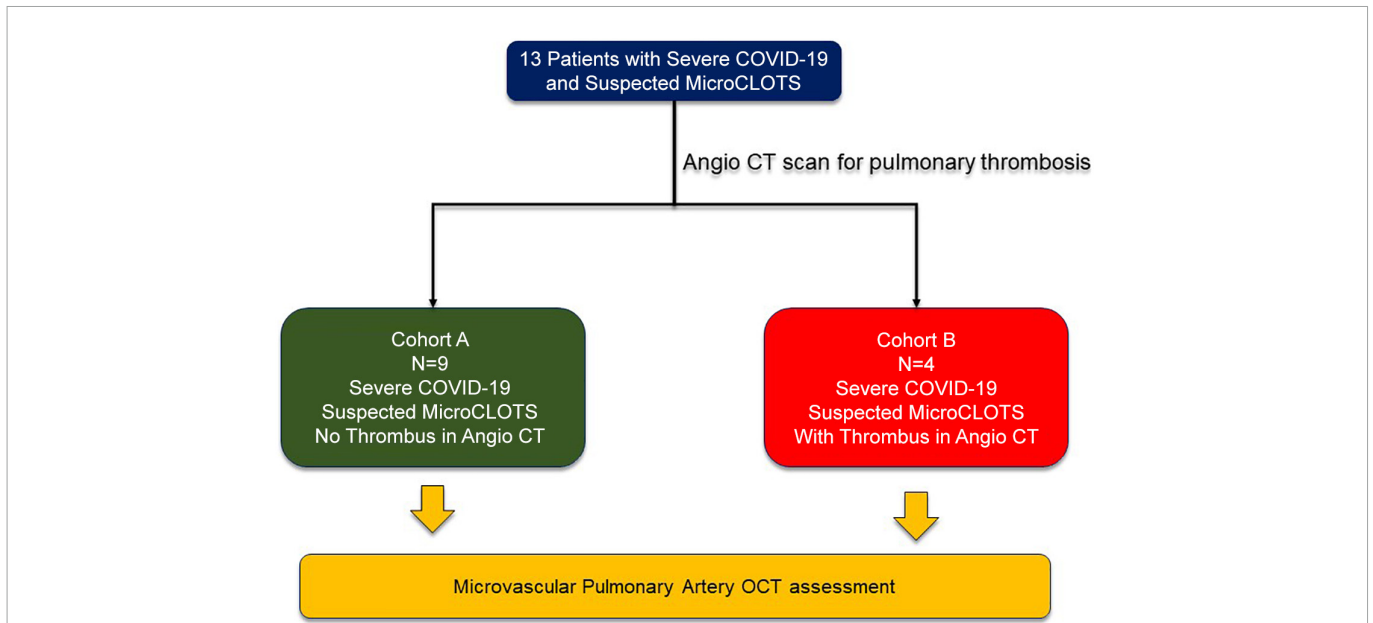 13 Patients with Severe COVID-19
and Suspected MicroCLOTS
Angio CT scan for pulmonary thrombosis
Cohort A
N=9
Severe COVID-19
Suspected MicroCLOTS
No Thrombus in Angio CT
Cohort B
N=4
Severe COVID-19
Suspected MicroCLOTS
With Thrombus in Angio CT
Microvascular Pulmonary Artery OCT assessment